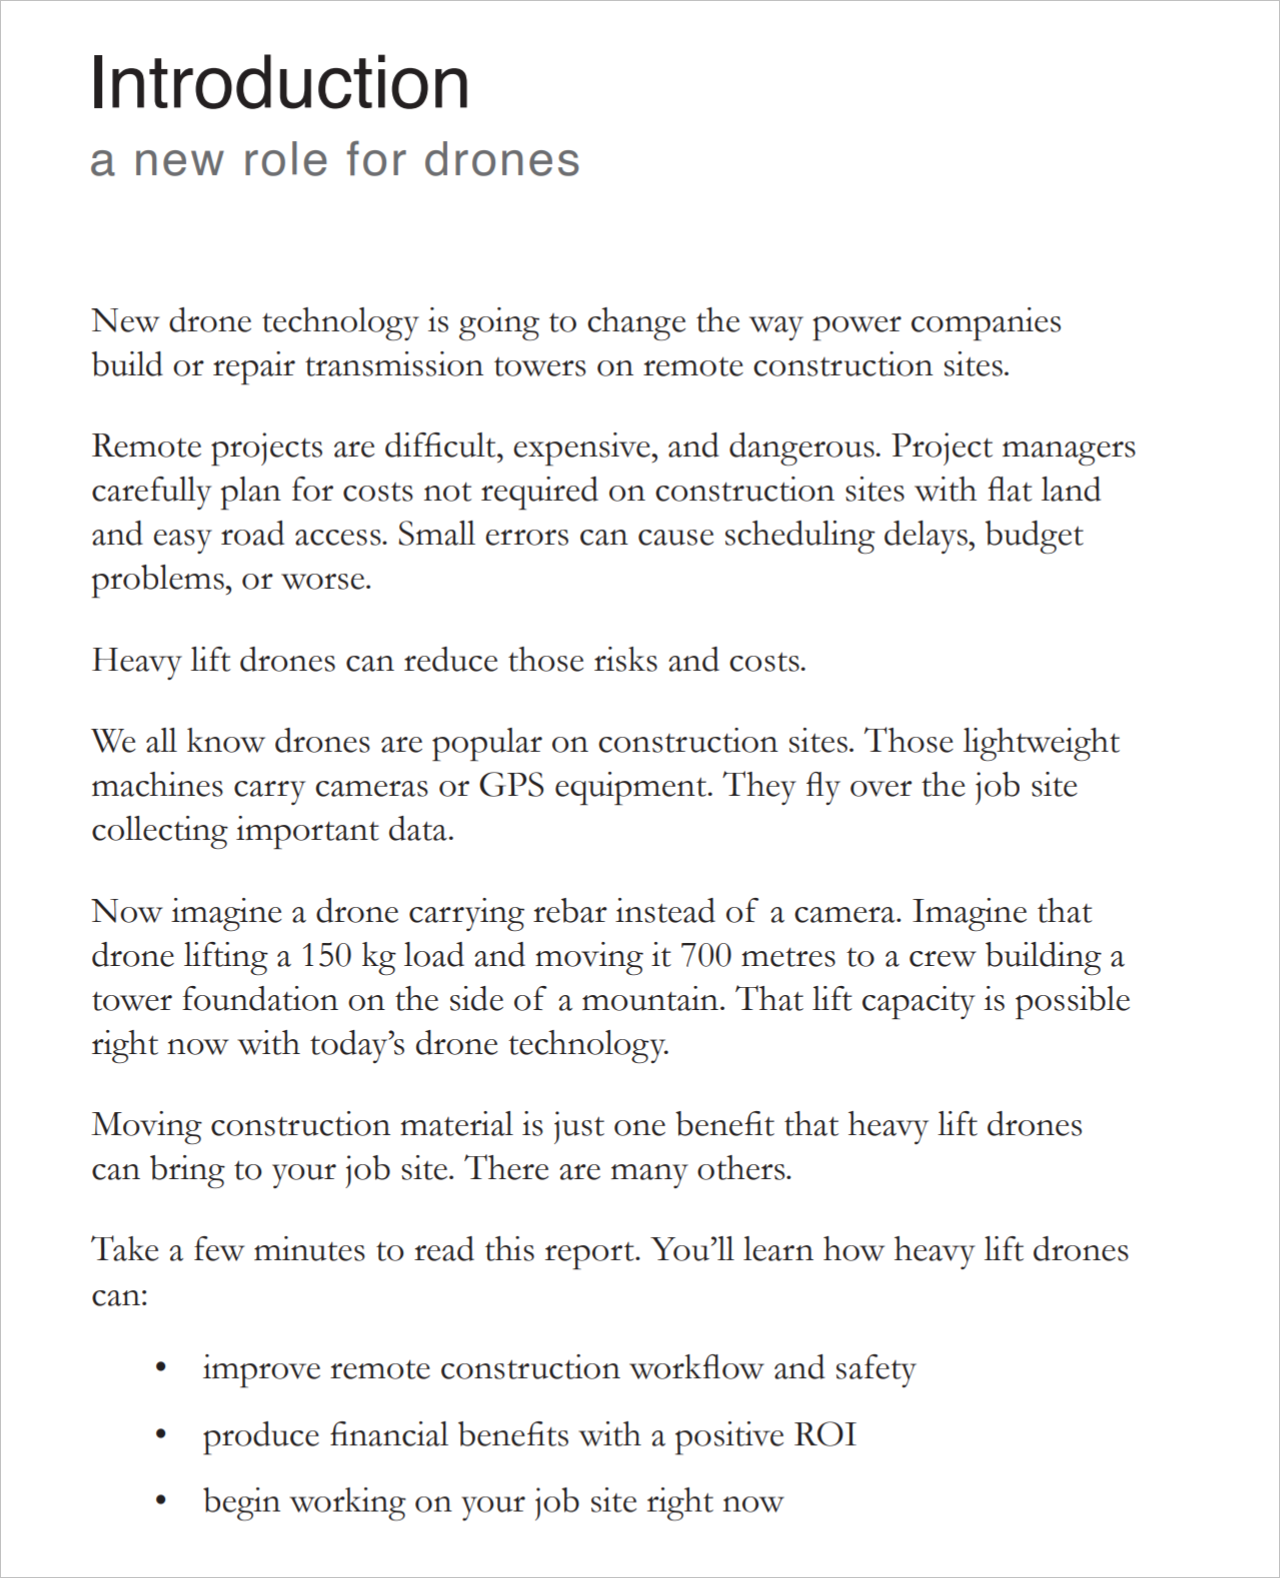 Introduction
a new role for drones
New drone technology is going to change the way power companies
build or repair transmission towers on remote construction sites.
Remote projects are difficult, expensive, and dangerous. Project managers
carefully plan for costs not required on construction sites with flat land
and easy road access. Small errors can cause scheduling delays, budget
problems, or worse.
Heavy lift drones can reduce those risks and costs.
We all know drones are popular on construction sites. Those lightweight
machines carry cameras or GPS equipment. They fly over the job site
collecting important data.
Now imagine a drone carrying rebar instead of a camera. Imagine that
drone lifting a 150 kg load and moving it 700 metres to a crew building a
tower foundation on the side of a mountain. That lift capacity is possible
right now with today’s drone technology.
Moving construction material is just one benefit that heavy lift drones
can bring to your job site. There are many others.
Take a few minutes to read this report. You’ll learn how heavy lift drones
can:
• improve remote construction workflow and safety
• produce financial benefits with a positive ROI
• begin working on your job site right now